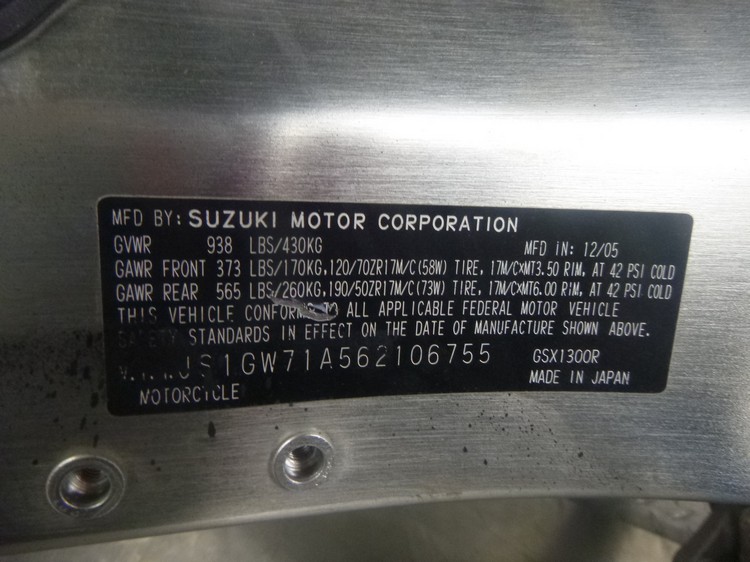 MFD BY: SUZUKI MOTOR CORPORATION
GVWR 938 LBS/430KG MFD IN: 12/05
GAWR FRONT 373 LBS/170KG, 120/70ZR17M/C(58W) TIRE, 17M/CXMT3.50 RIM, AT 42 PSI COLD
GAWR REAR 565 LBS/260KG, 190/50ZR17M/C(73W) TIRE, 17M/CXMT6.00 RIM, AT 42 PSI COLD
THIS VEHICLE CONFORMS TO ALL APPLICABLE FEDERAL MOTOR VEHICLE
SAFETY STANDARDS IN EFFECT ON THE DATE OF MANUFACTURE SHOWN ABOVE.
V.I.N. JS1GW71A562106755 GSX1300R
MOTORCYCLE MADE IN JAPAN